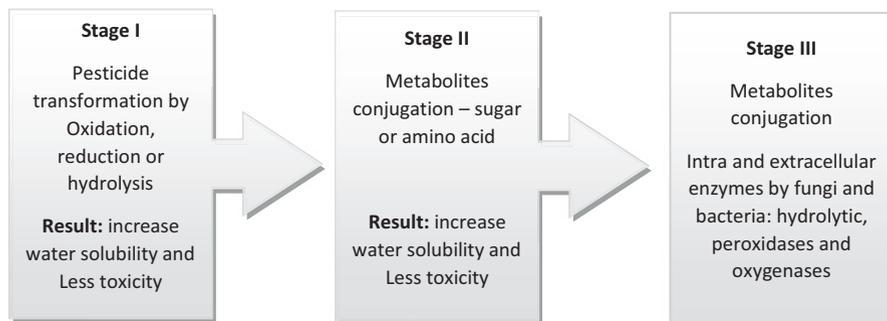 Stage I
Pesticide
transformation by
Oxidation,
reduction or
hydrolysis
Result: increase
water solubility and
Less toxicity
Stage II
Metabolites
conjugation – sugar
or amino acid
Result: increase
water solubility and
Less toxicity
Stage III
Metabolites
conjugation
Intra and extracellular
enzymes by fungi and
bacteria: hydrolytic,
peroxidases and
oxygenases